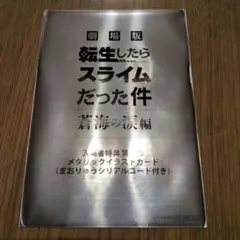 劇場版
転生したら
スライム
だった件
蒼海の涙編
入場者特典第
メタリックイラストカード
(まおりゅうシリアルコード付き)